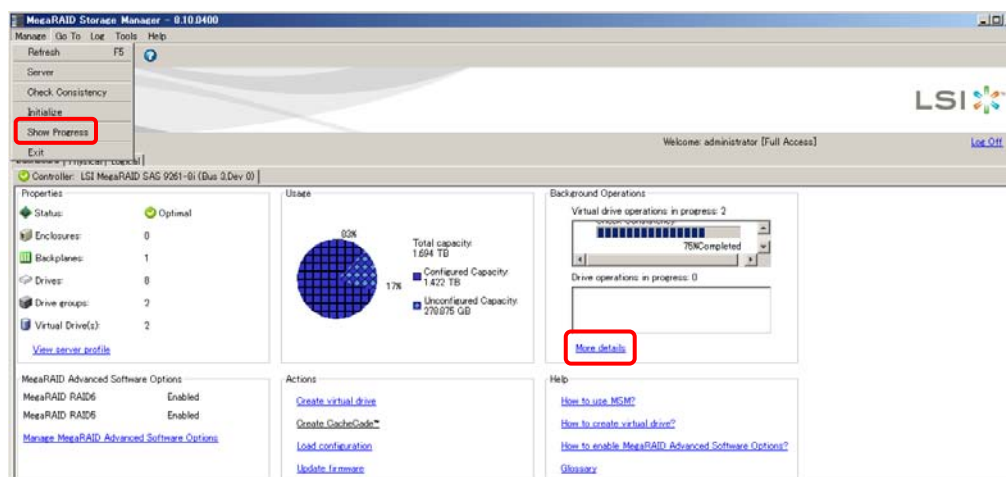 MegaRAID Storage Manager - 8.10.0400
Manage Go To Log Tools Help
Refresh F5
Server
Check Consistency
Initialize
Show Progress
Exit
LSI
Welcome: administrator [Full Access]
Log Off
Controller: LSI MegaRAID SAS 9261-8i (Bus 3,Dev 0)
Properties
Status: Optimal
Enclosures: 0
Backplanes: 1
Drives: 8
Drive groups: 2
Virtual Drive(s): 2
View server profile
Usage
83%
17%
Total capacity:
1.694 TB
Configured Capacity:
1.422 TB
Unconfigured Capacity:
278.875 GB
Background Operations
Virtual drive operations in progress: 2
Check Consistency
75%Completed
Drive operations in progress: 0
More details
MegaRAID Advanced Software Options
MegaRAID RAID6 Enabled
MegaRAID RAID5 Enabled
Manage MegaRAID Advanced Software Options
Actions
Create virtual drive
Create CacheCade™
Load configuration
Update firmware
Help
How to use MSM?
How to create virtual drive?
How to enable MegaRAID Advanced Software Options?
Glossary